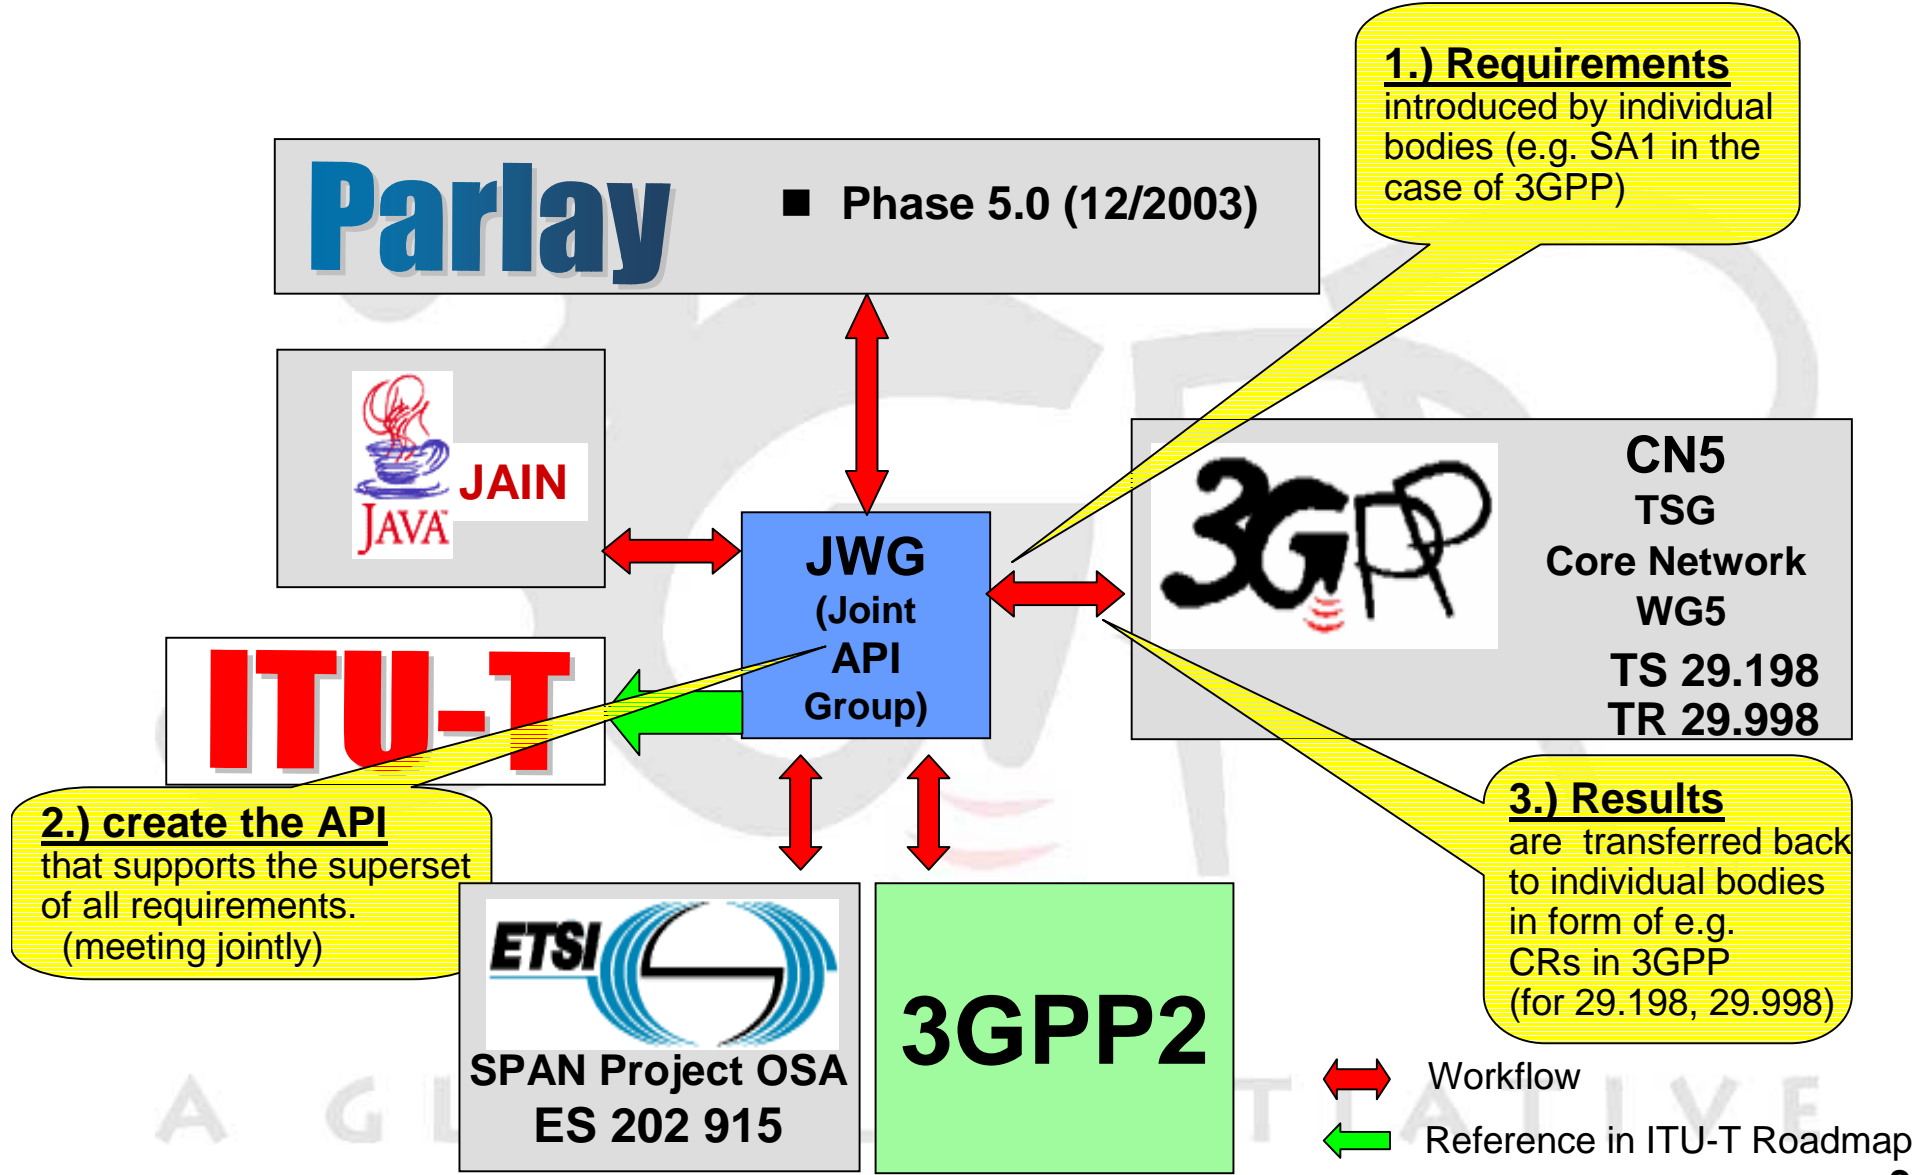 1.) Requirements
introduced by individual
bodies (e.g. SA1 in the
case of 3GPP)
Parlay
■ Phase 5.0 (12/2003)
JAVA
JAIN
3GPP
CN5
TSG
Core Network
WG5
TS 29.198
TR 29.998
JWG
(Joint
API
Group)
ITU-T
2.) create the API
that supports the superset
of all requirements.
(meeting jointly)
3.) Results
are transferred back
to individual bodies
in form of e.g.
CRs in 3GPP
(for 29.198, 29.998)
ETSI
SPAN Project OSA
ES 202 915
3GPP2
Workflow
Reference in ITU-T Roadmap